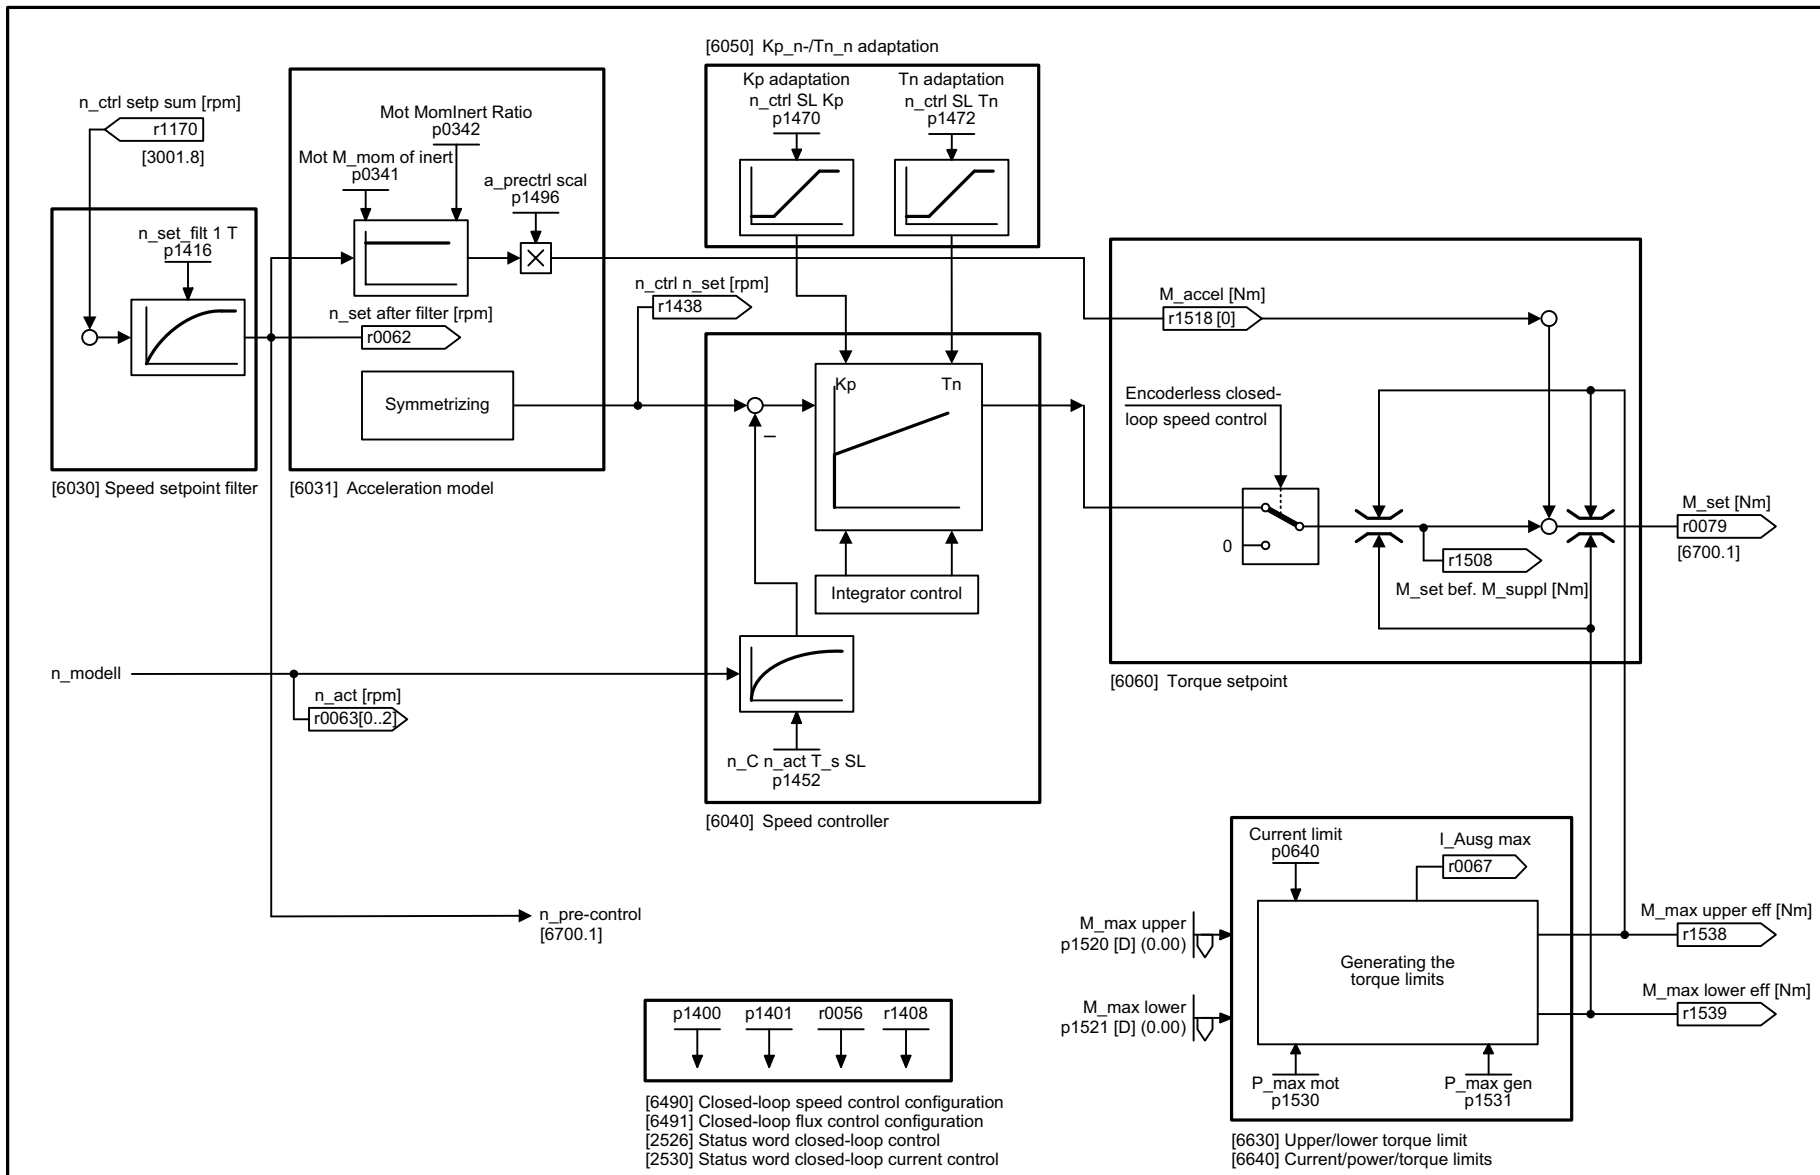 [6050] Kp_n-/Tn_n adaptation
Kp adaptation
n_ctrl SL Kp
p1470
Tn adaptation
n_ctrl SL Tn
p1472
n_ctrl setp sum [rpm]
r1170
[3001.8]
Mot MomInert Ratio
p0342
Mot M_mom of inert
p0341
a_prectrl scal
p1496
n_set_filt 1 T
p1416
n_set after filter [rpm]
r0062
n_ctrl n_set [rpm]
r1438
M_accel [Nm]
r1518 [0]
Symmetrizing
Kp
Tn
–
Encoderless closed-
loop speed control
[6030] Speed setpoint filter
[6031] Acceleration model
0
M_set [Nm]
r0079
[6700.1]
r1508
M_set bef. M_suppl [Nm]
Integrator control
n_modell
n_act [rpm]
r0063[0..2]
[6060] Torque setpoint
n_C n_act T_s SL
p1452
[6040] Speed controller
Current limit
p0640
I_Ausg max
r0067
n_pre-control
[6700.1]
M_max upper
p1520 [D] (0.00)
M_max upper eff [Nm]
r1538
Generating the
torque limits
M_max lower
p1521 [D] (0.00)
M_max lower eff [Nm]
r1539
p1400
p1401
r0056
r1408
P_max mot
p1530
P_max gen
p1531
[6490] Closed-loop speed control configuration
[6491] Closed-loop flux control configuration
[2526] Status word closed-loop control
[2530] Status word closed-loop current control
[6630] Upper/lower torque limit
[6640] Current/power/torque limits